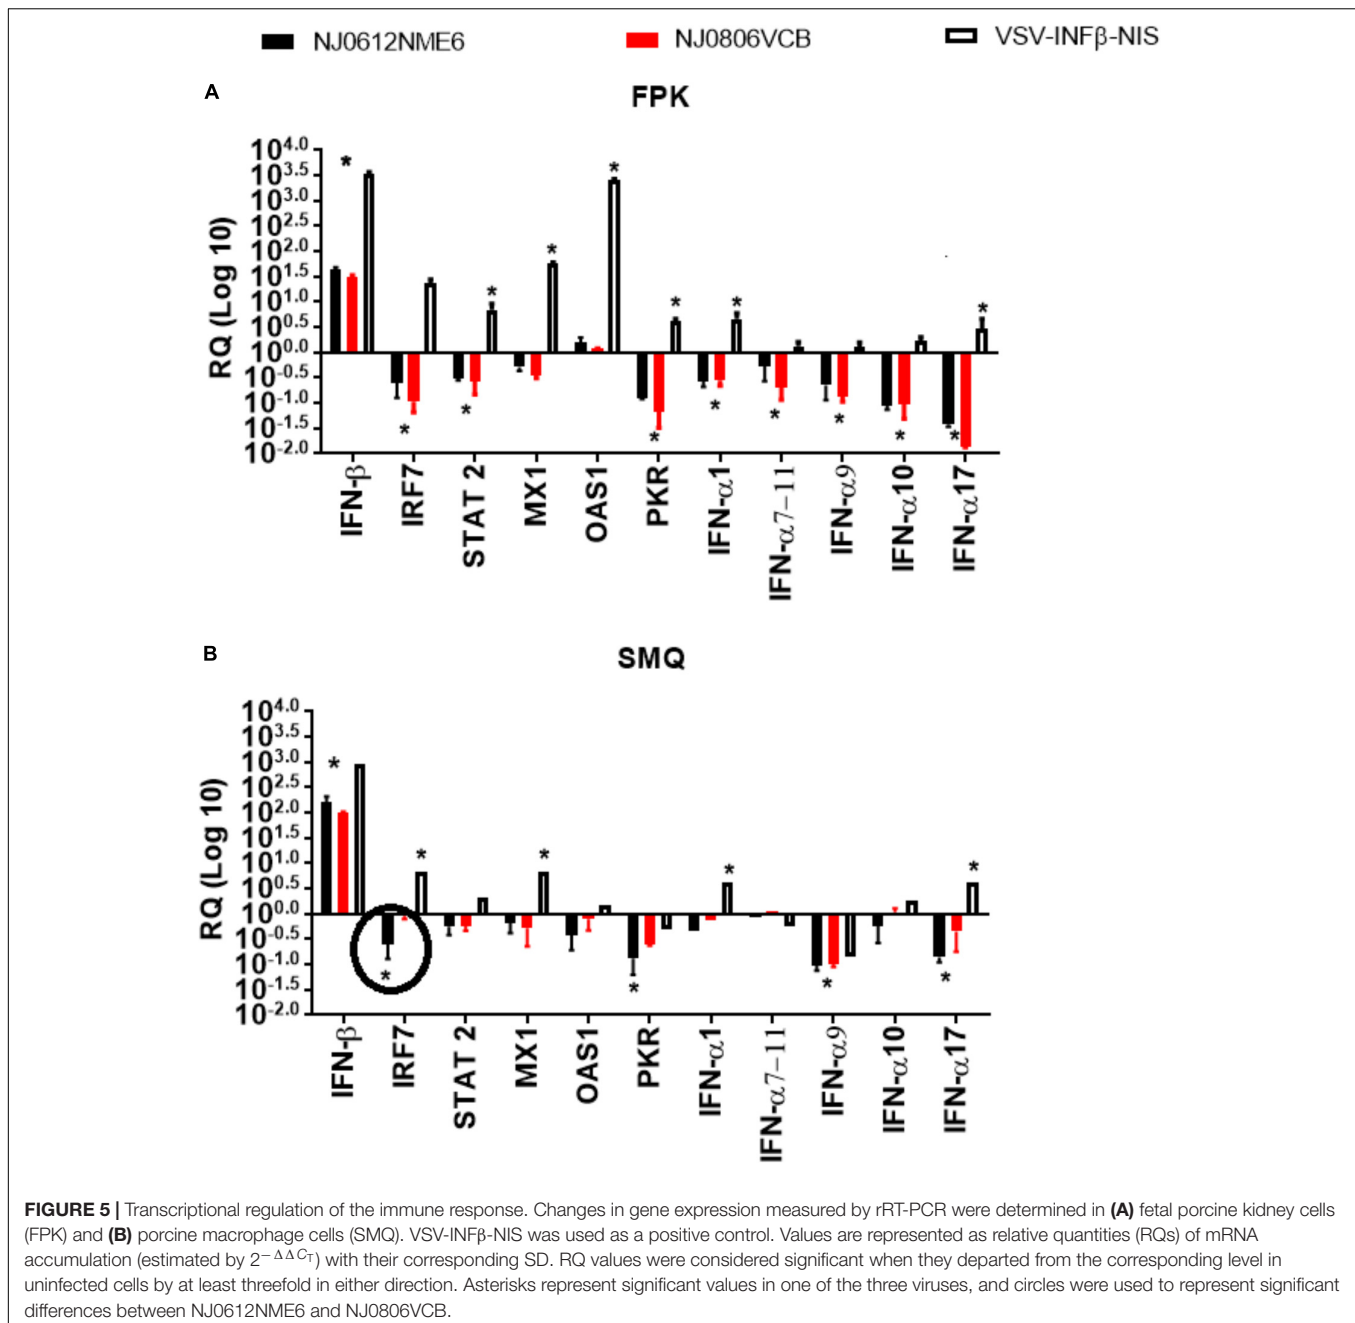 NJ0612NME6 NJ0806VCB VSV-INFβ-NIS
A FPK
10^4.0
10^3.5
10^3.0
10^2.5
10^2.0
10^1.5
10^1.0
10^0.5
10^0.0
10^-0.5
10^-1.0
10^-1.5
10^-2.0
RQ (Log 10)
* * * * * * * * * * * * * *
IFN-β IRF7 STAT 2 MX1 OAS1 PKR IFN-α1 IFN-α7–11 IFN-α9 IFN-α10 IFN-α17
B SMQ
10^4.0
10^3.5
10^3.0
10^2.5
10^2.0
10^1.5
10^1.0
10^0.5
10^0.0
10^-0.5
10^-1.0
10^-1.5
10^-2.0
RQ (Log 10)
* * * * * * * * *
IFN-β IRF7 STAT 2 MX1 OAS1 PKR IFN-α1 IFN-α7–11 IFN-α9 IFN-α10 IFN-α17
FIGURE 5 | Transcriptional regulation of the immune response. Changes in gene expression measured by rRT-PCR were determined in (A) fetal porcine kidney cells
(FPK) and (B) porcine macrophage cells (SMQ). VSV-INFβ-NIS was used as a positive control. Values are represented as relative quantities (RQs) of mRNA
accumulation (estimated by 2^−ΔΔC_T) with their corresponding SD. RQ values were considered significant when they departed from the corresponding level in
uninfected cells by at least threefold in either direction. Asterisks represent significant values in one of the three viruses, and circles were used to represent significant
differences between NJ0612NME6 and NJ0806VCB.